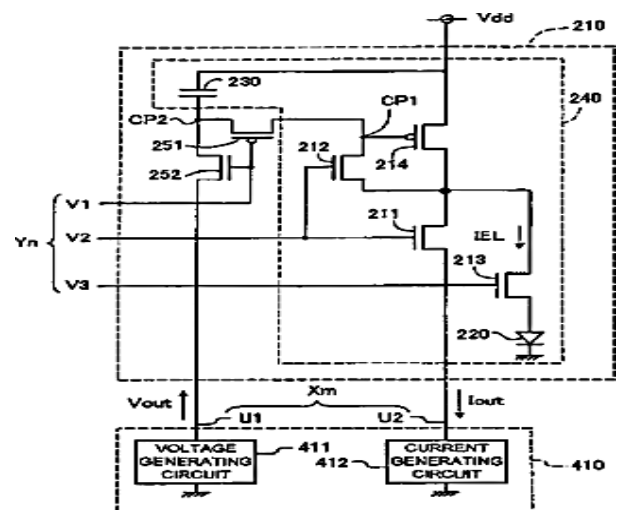 Vdd
210
230
240
CP1
CP2
251
212
214
252
V1
211
Yn
V2
IEL
213
V3
220
Xm
Vout
U1
U2
Iout
VOLTAGE
GENERATING
CIRCUIT
411
412
CURRENT
GENERATING
CIRCUIT
410